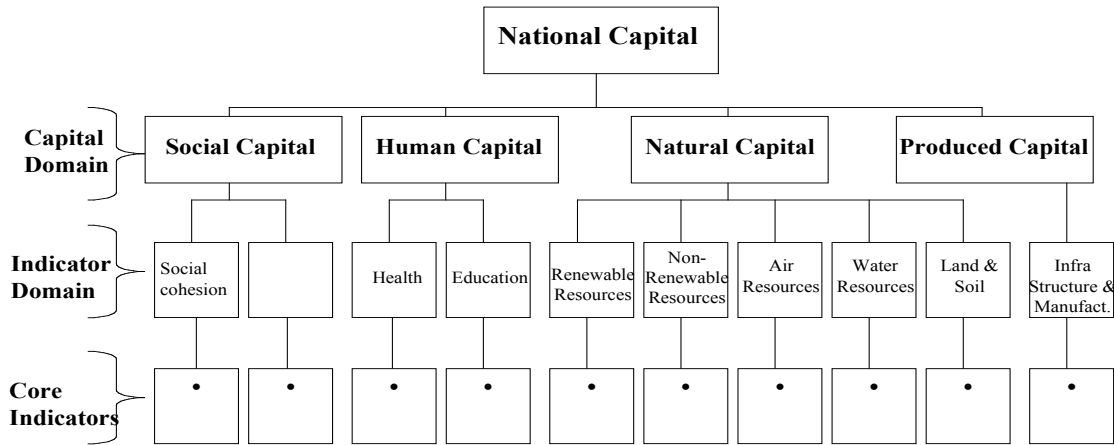 National Capital
Capital
Domain
Social Capital
Human Capital
Natural Capital
Produced Capital
Indicator
Domain
Social
cohesion
Health
Education
Renewable
Resources
Non-
Renewable
Resources
Air
Resources
Water
Resources
Land &
Soil
Infra
Structure &
Manufact.
Core
Indicators
•
•
•
•
•
•
•
•
•
•